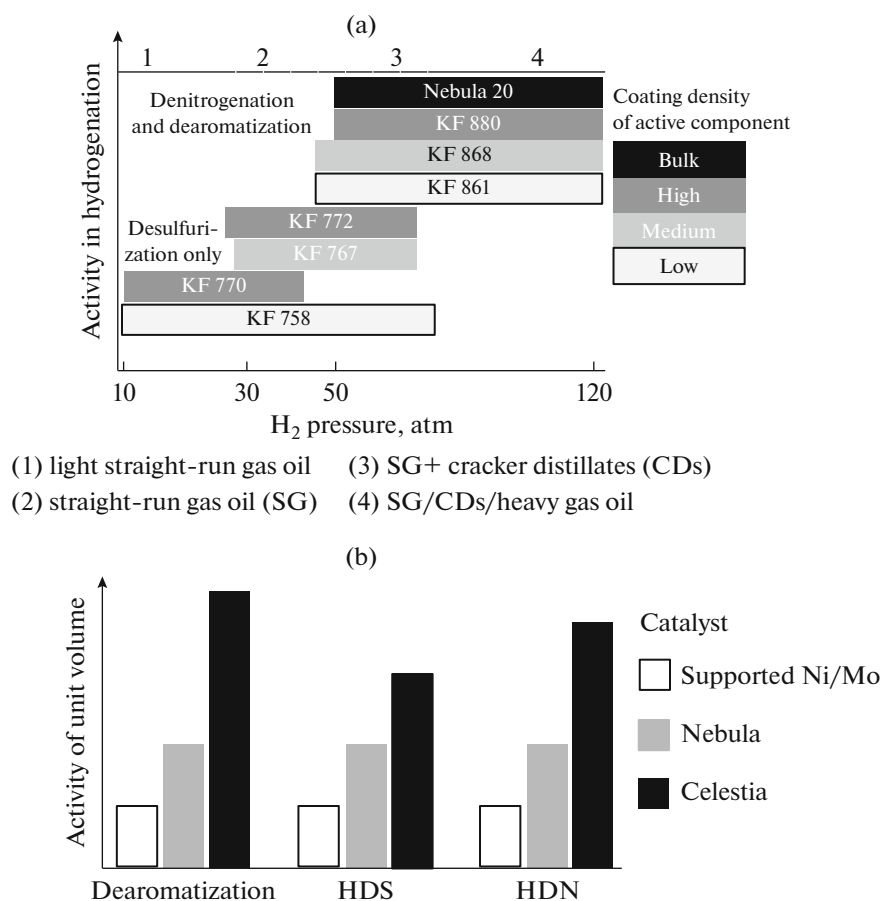 (a)
1 2 3 4
Activity in hydrogenation
Denitrogenation
and dearomatization
Nebula 20
KF 880
KF 868
KF 861
Desulfuri-
zation only
KF 772
KF 767
KF 770
KF 758
Coating density
of active component
Bulk
High
Medium
Low
10 30 50 120
H₂ pressure, atm
(1) light straight-run gas oil (3) SG+ cracker distillates (CDs)
(2) straight-run gas oil (SG) (4) SG/CDs/heavy gas oil
(b)
Activity of unit volume
Catalyst
Supported Ni/Mo
Nebula
Celestia
Dearomatization HDS HDN